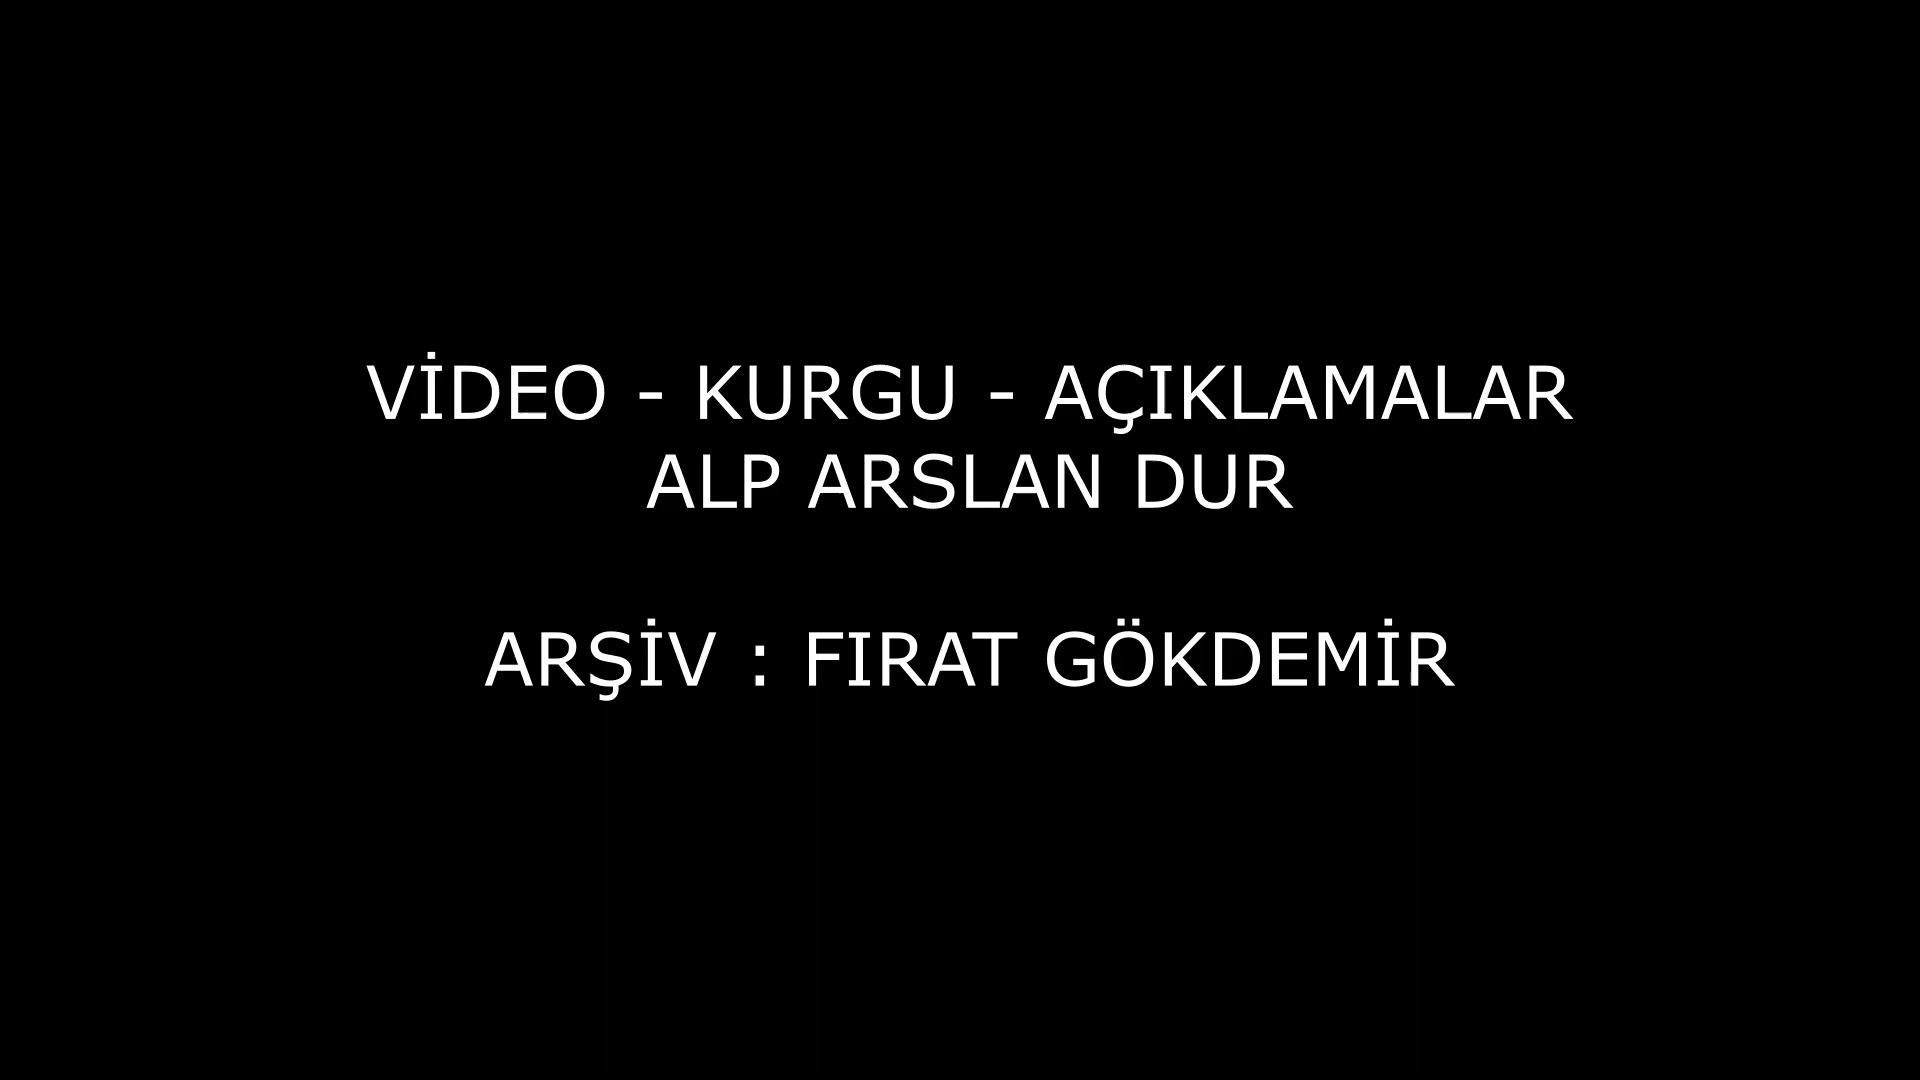 VİDEO - KURGU - AÇIKLAMALAR
ALP ARSLAN DUR
ARŞİV : FIRAT GÖKDEMİR